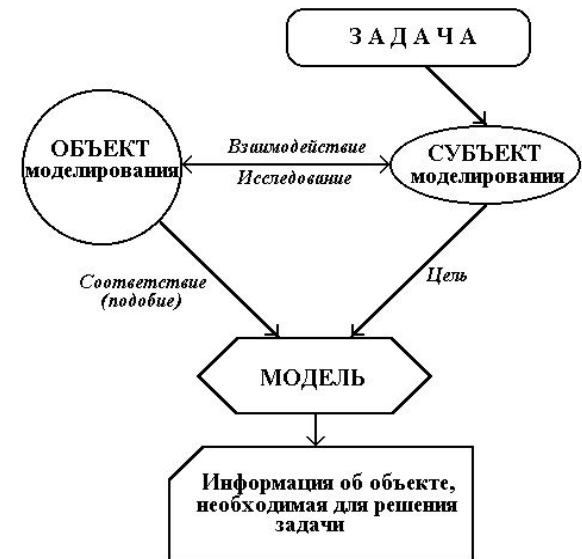 З А Д А Ч А
ОБЪЕКТ
моделирования
Взаимодействие
Исследование
СУБЪЕКТ
моделирования
Соответствие
(подобие)
Цель
МОДЕЛЬ
Информация об объекте,
необходимая для решения
задачи